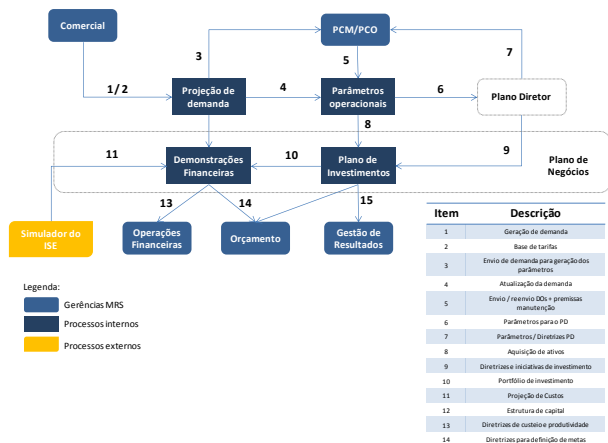 Comercial
PCM/PCO
3
5
7
1/ 2
Projeção de
demanda
4
Parâmetros
operacionais
6
Plano Diretor
8
11
Demonstrações
Financeiras
10
Plano de
Investimentos
9
Plano de
Negócios
13
14
15
Simulador do
ISE
Operações
Financeiras
Orçamento
Gestão de
Resultados
Legenda:
Gerências MRS
Processos internos
Processos externos
Item Descrição
1 Geração de demanda
2 Base de tarifas
3 Envio de demanda para geração dos
parâmetros
4 Atualização da demanda
5 Envio / reenvio DOs + premissas
manutenção
6 Parâmetros para o PD
7 Parâmetros / Diretrizes PD
8 Aquisição de ativos
9 Diretrizes e iniciativas de investimento
10 Portfólio de investimento
11 Projeção de Custos
12 Estrutura de capital
13 Diretrizes de custeio e produtividade
14 Diretrizes para definição de metas